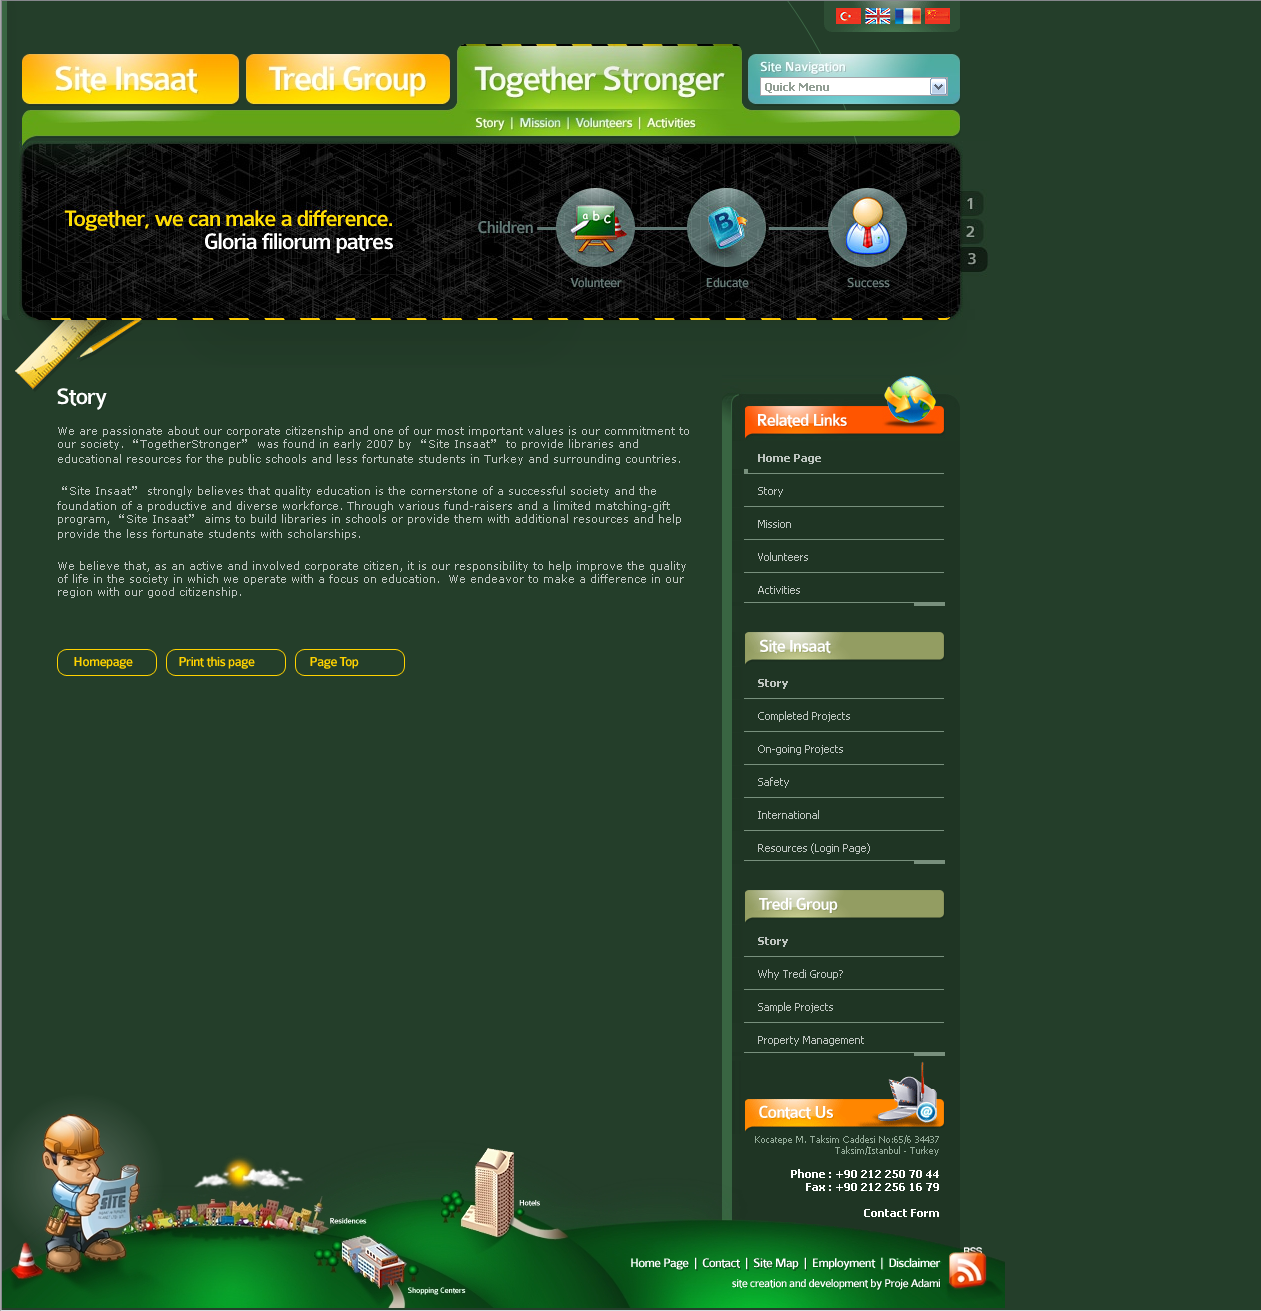 Site Insaat
Tredi Group
Together Stronger
Site Navigation
Quick Menu
Story | Mission | Volunteers | Activities
Together, we can make a difference.
Gloria filiorum patres
Children
abc
B
Volunteer
Educate
Success
1
2
3
1 2 3 4 5
Story
We are passionate about our corporate citizenship and one of our most important values is our commitment to
our society. “TogetherStronger” was found in early 2007 by “Site Insaat” to provide libraries and
educational resources for the public schools and less fortunate students in Turkey and surrounding countries.
“Site Insaat” strongly believes that quality education is the cornerstone of a successful society and the
foundation of a productive and diverse workforce. Through various fund-raisers and a limited matching-gift
program, “Site Insaat” aims to build libraries in schools or provide them with additional resources and help
provide the less fortunate students with scholarships.
We believe that, as an active and involved corporate citizen, it is our responsibility to help improve the quality
of life in the society in which we operate with a focus on education.  We endeavor to make a difference in our
region with our good citizenship.
Homepage
Print this page
Page Top
Related Links
Home Page
Story
Mission
Volunteers
Activities
Site Insaat
Story
Completed Projects
On-going Projects
Safety
International
Resources (Login Page)
Tredi Group
Story
Why Tredi Group?
Sample Projects
Property Management
Contact Us
@
Kocatepe M. Taksim Caddesi No:65/6 34437
Taksim/Istanbul - Turkey
Phone : +90 212 250 70 44
Fax : +90 212 256 16 79
Contact Form
SITE
Residences
Hotels
Shopping Centers
RSS
Home Page | Contact | Site Map | Employment | Disclaimer
site creation and development by Proje Adami